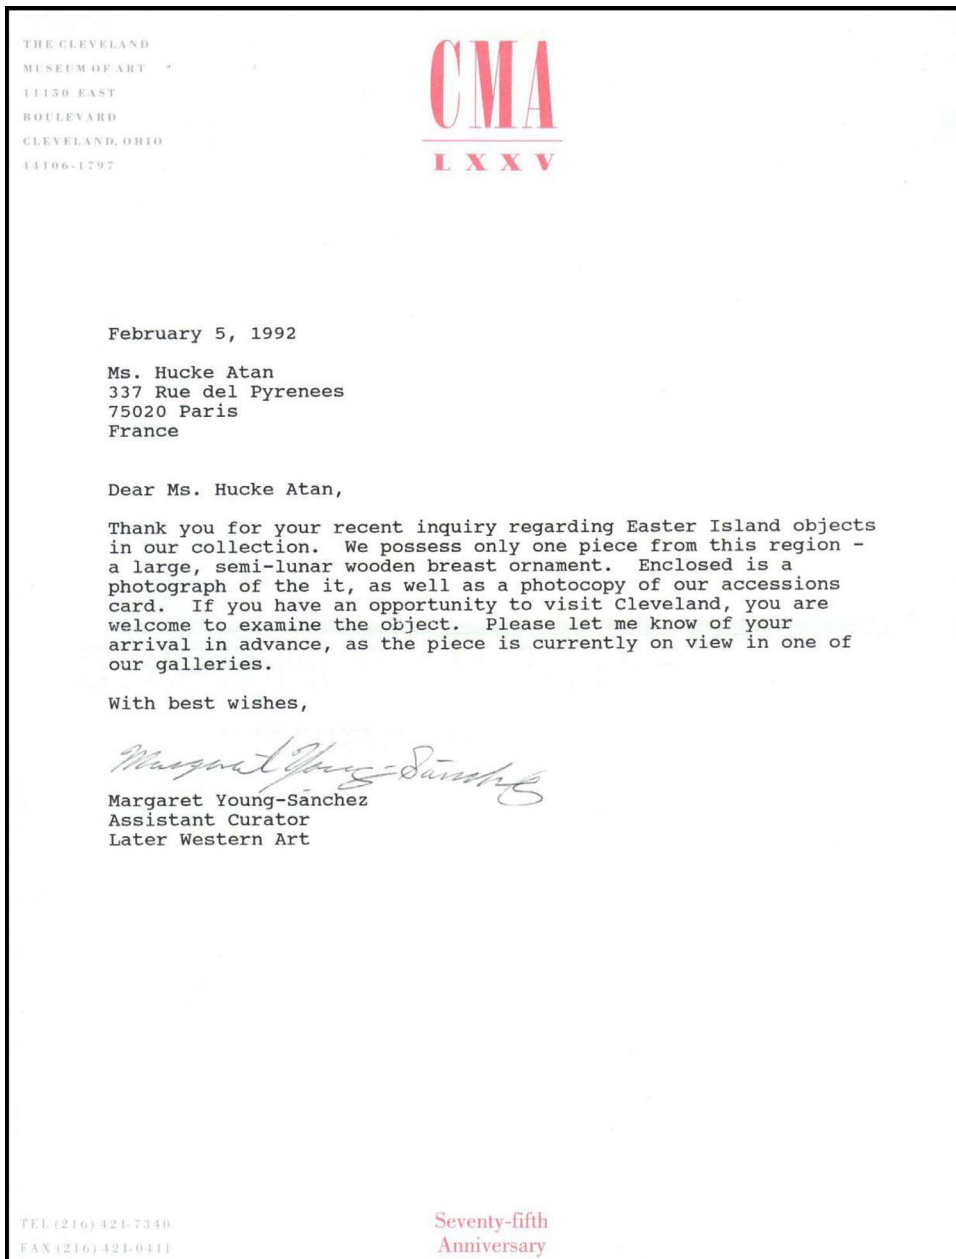 THE CLEVELAND
MUSEUM OF ART
11150 EAST
BOULEVARD
CLEVELAND, OHIO
44106-1797
CMA
LXXV
February 5, 1992
Ms. Hucke Atan
337 Rue del Pyrenees
75020 Paris
France
Dear Ms. Hucke Atan,
Thank you for your recent inquiry regarding Easter Island objects
in our collection.  We possess only one piece from this region -
a large, semi-lunar wooden breast ornament.  Enclosed is a
photograph of the it, as well as a photocopy of our accessions
card.  If you have an opportunity to visit Cleveland, you are
welcome to examine the object.  Please let me know of your
arrival in advance, as the piece is currently on view in one of
our galleries.
With best wishes,
Margaret Young-Sánchez
Margaret Young-Sánchez
Assistant Curator
Later Western Art
TEL (216) 421-7340
FAX (216) 421-0411
Seventy-fifth
Anniversary